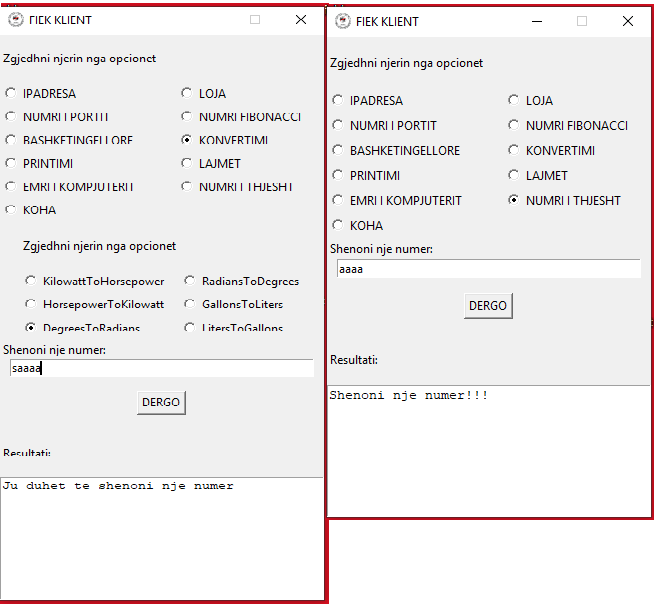 FIEK KLIENT
Zgjedhni njerin nga opcionet
IPADRESA LOJA
NUMRI I PORTIT NUMRI FIBONACCI
BASHKETINGELLORE KONVERTIMI
PRINTIMI LAJMET
EMRI I KOMPJUTERIT NUMRI I THJESHT
KOHA
Zgjedhni njerin nga opcionet
KilowattToHorsepower RadiansToDegrees
HorsepowerToKilowatt GallonsToLiters
DegreesToRadians LitersToGallons
Shenoni nje numer:
saaaa
DERGO
Resultati:
Ju duhet te shenoni nje numer
FIEK KLIENT
Zgjedhni njerin nga opcionet
IPADRESA LOJA
NUMRI I PORTIT NUMRI FIBONACCI
BASHKETINGELLORE KONVERTIMI
PRINTIMI LAJMET
EMRI I KOMPJUTERIT NUMRI I THJESHT
KOHA
Shenoni nje numer:
aaaa
DERGO
Resultati:
Shenoni nje numer!!!